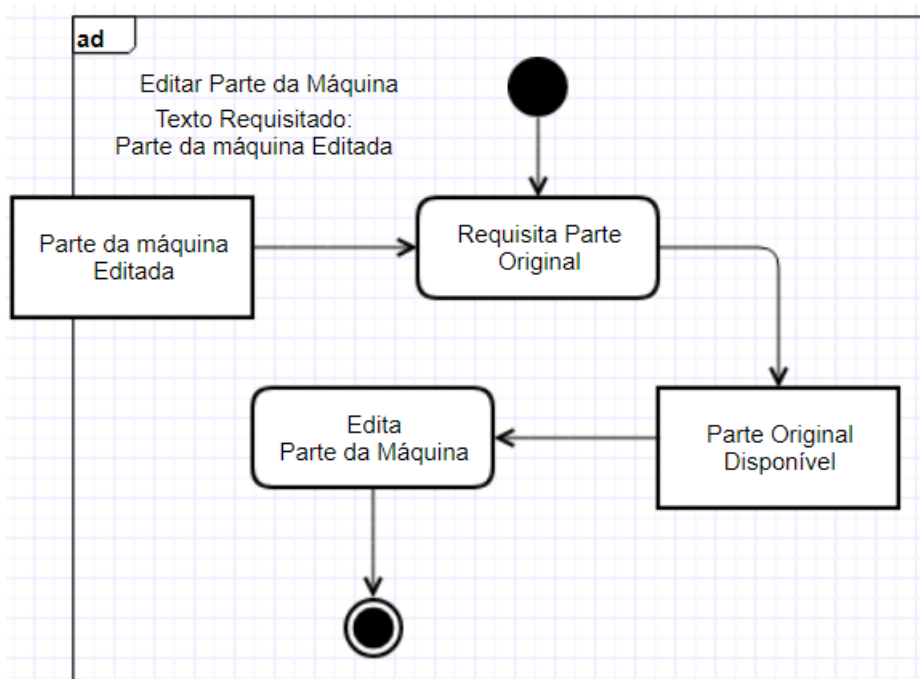 ad
Editar Parte da Máquina
Texto Requisitado:
Parte da máquina Editada
Parte da máquina
Editada
Requisita Parte
Original
Edita
Parte da Máquina
Parte Original
Disponível